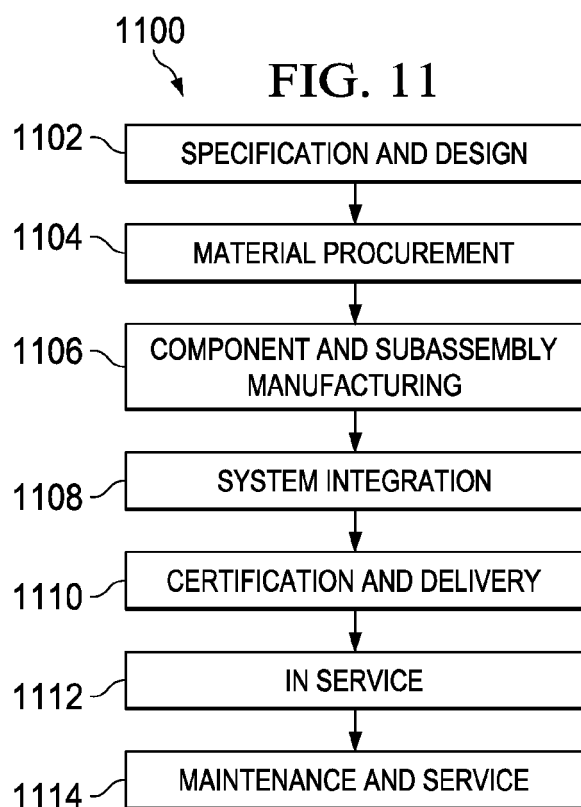 1100
FIG. 11
1102
SPECIFICATION AND DESIGN
1104
MATERIAL PROCUREMENT
1106
COMPONENT AND SUBASSEMBLY
MANUFACTURING
1108
SYSTEM INTEGRATION
1110
CERTIFICATION AND DELIVERY
1112
IN SERVICE
1114
MAINTENANCE AND SERVICE